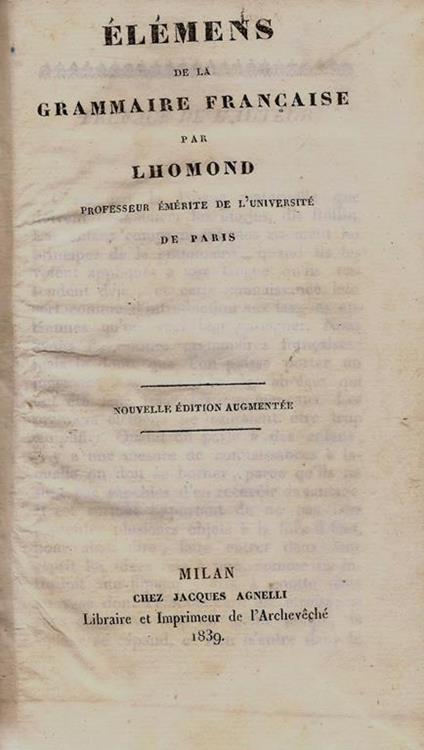 ÉLÉMENS
DE LA
GRAMMAIRE FRANÇAISE
PAR
LHOMOND
PROFESSEUR ÉMÉRITE DE L'UNIVERSITÉ
DE PARIS
NOUVELLE ÉDITION AUGMENTÉE
MILAN
CHEZ JACQUES AGNELLI
Libraire et Imprimeur de l'Archevêché
1839.